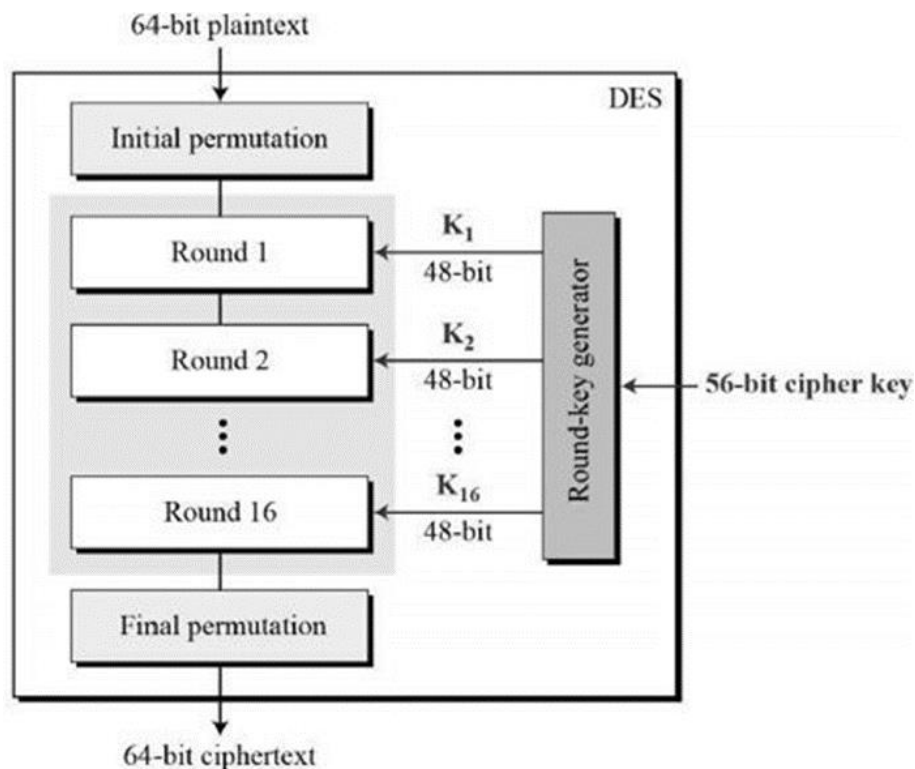 64-bit plaintext
DES
Initial permutation
Round 1
K1
48-bit
Round 2
K2
48-bit
Round 16
K16
48-bit
Round-key generator
56-bit cipher key
Final permutation
64-bit ciphertext